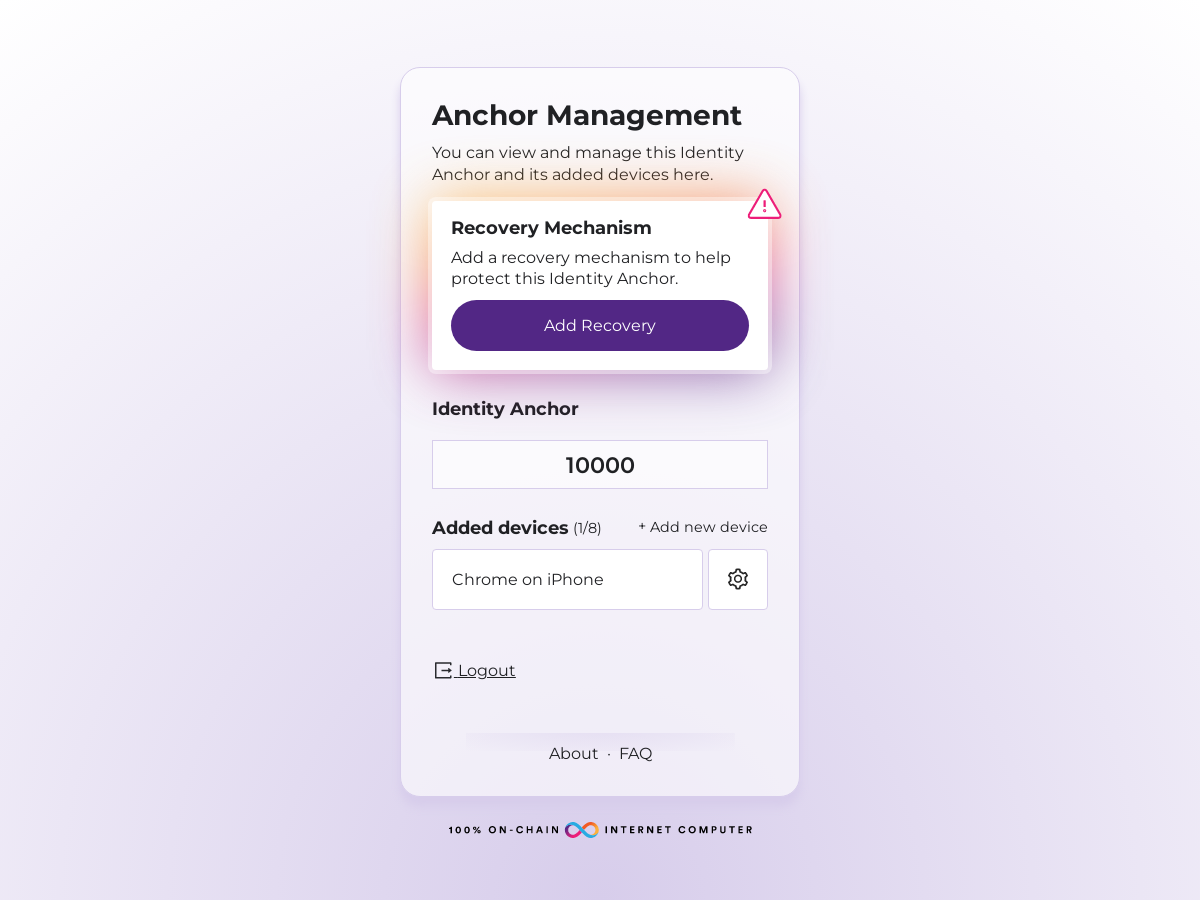 Anchor Management
You can view and manage this Identity
Anchor and its added devices here.
Recovery Mechanism
Add a recovery mechanism to help
protect this Identity Anchor.
Add Recovery
Identity Anchor
10000
Added devices (1/8) + Add new device
Chrome on iPhone
Logout
About · FAQ
100% ON-CHAIN INTERNET COMPUTER